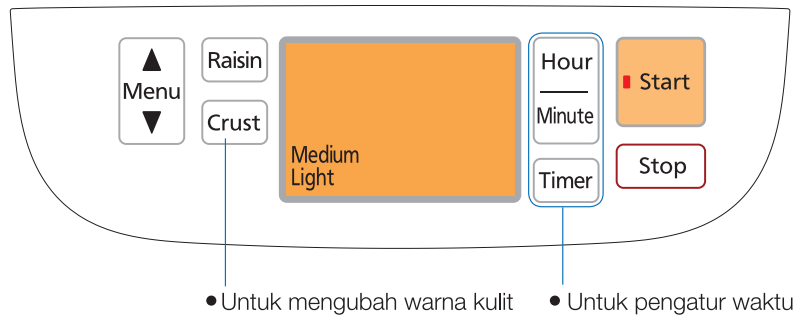 ▲
Menu
▼
Raisin
Crust
Medium
Light
Hour
Minute
Timer
Start
Stop
● Untuk mengubah warna kulit
● Untuk pengatur waktu